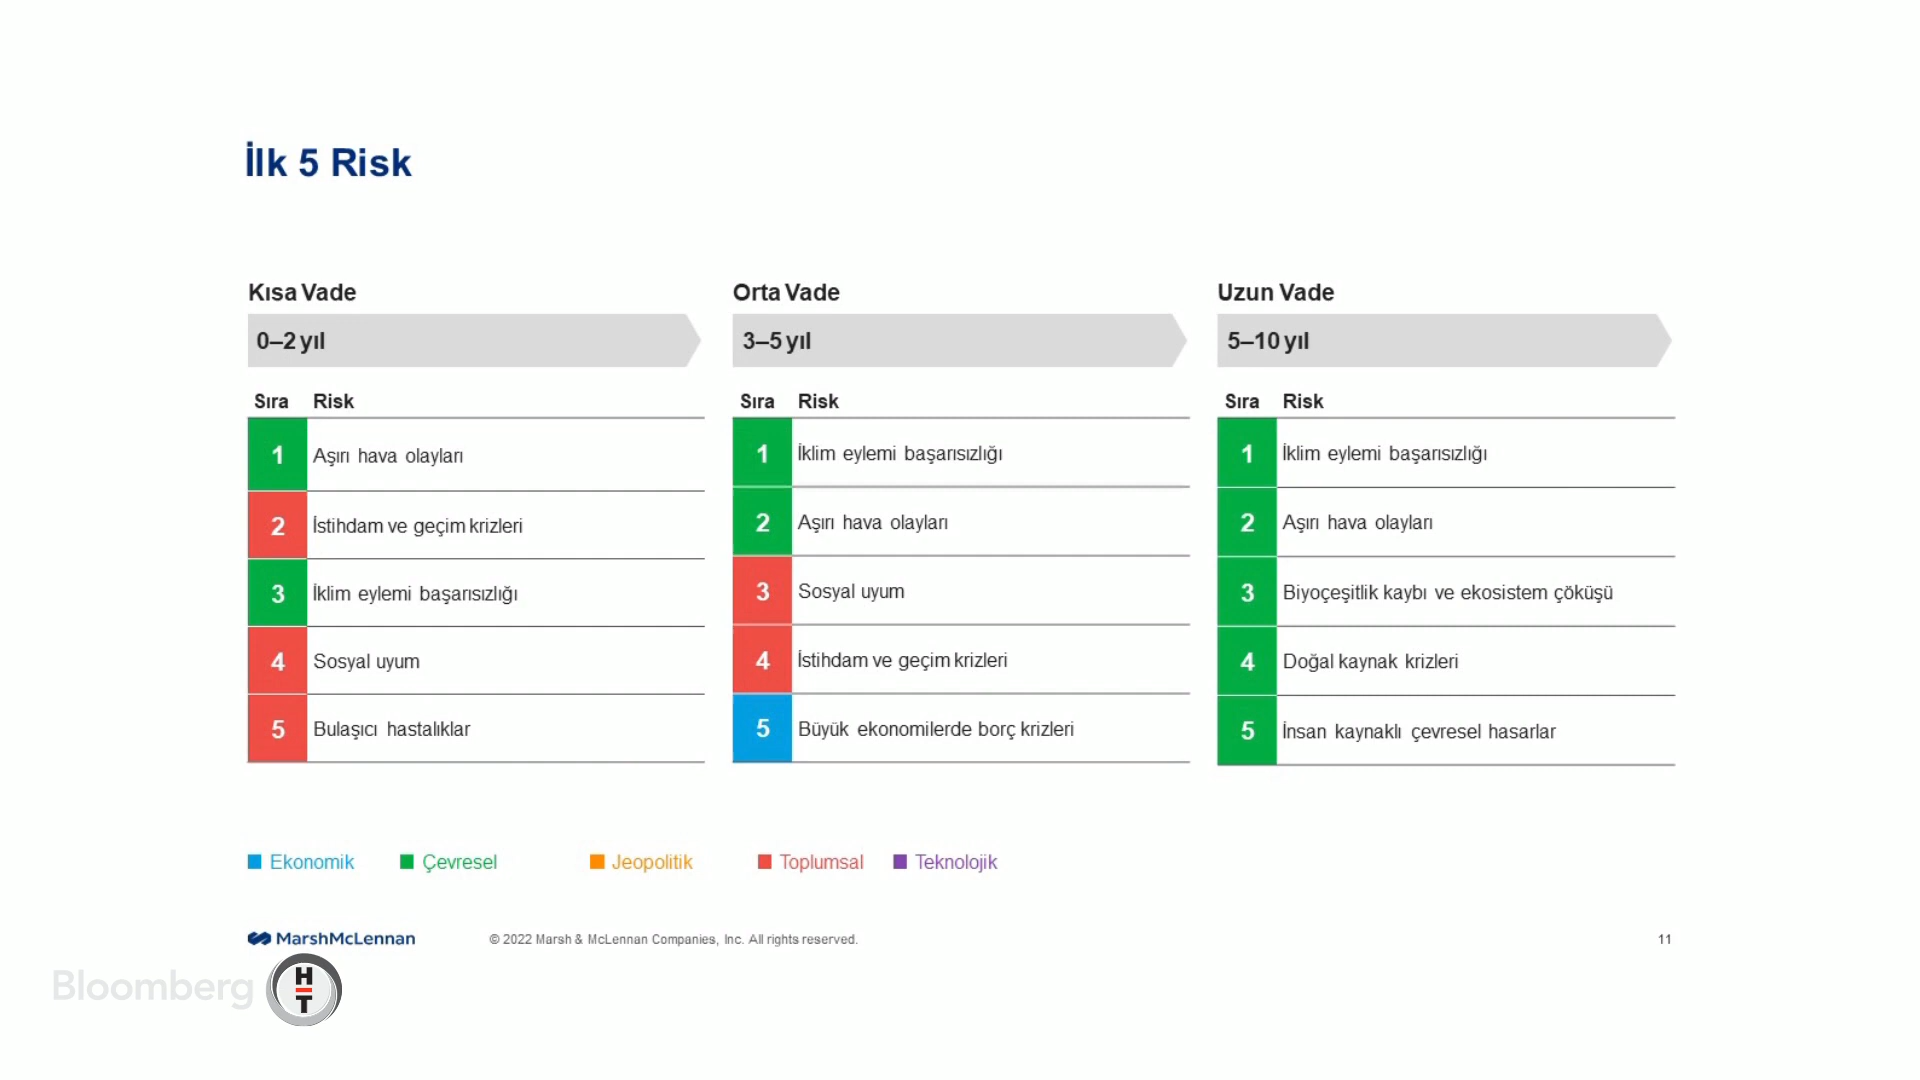 İlk 5 Risk
Kısa Vade
0–2 yıl
Sıra Risk
1 Aşırı hava olayları
2 İstihdam ve geçim krizleri
3 İklim eylemi başarısızlığı
4 Sosyal uyum
5 Bulaşıcı hastalıklar
Orta Vade
3–5 yıl
Sıra Risk
1 İklim eylemi başarısızlığı
2 Aşırı hava olayları
3 Sosyal uyum
4 İstihdam ve geçim krizleri
5 Büyük ekonomilerde borç krizleri
Uzun Vade
5–10 yıl
Sıra Risk
1 İklim eylemi başarısızlığı
2 Aşırı hava olayları
3 Biyoçeşitlik kaybı ve ekosistem çöküşü
4 Doğal kaynak krizleri
5 İnsan kaynaklı çevresel hasarlar
Ekonomik Çevresel Jeopolitik Toplumsal Teknolojik
MarshMcLennan © 2022 Marsh & McLennan Companies, Inc. All rights reserved. 11
Bloomberg HT